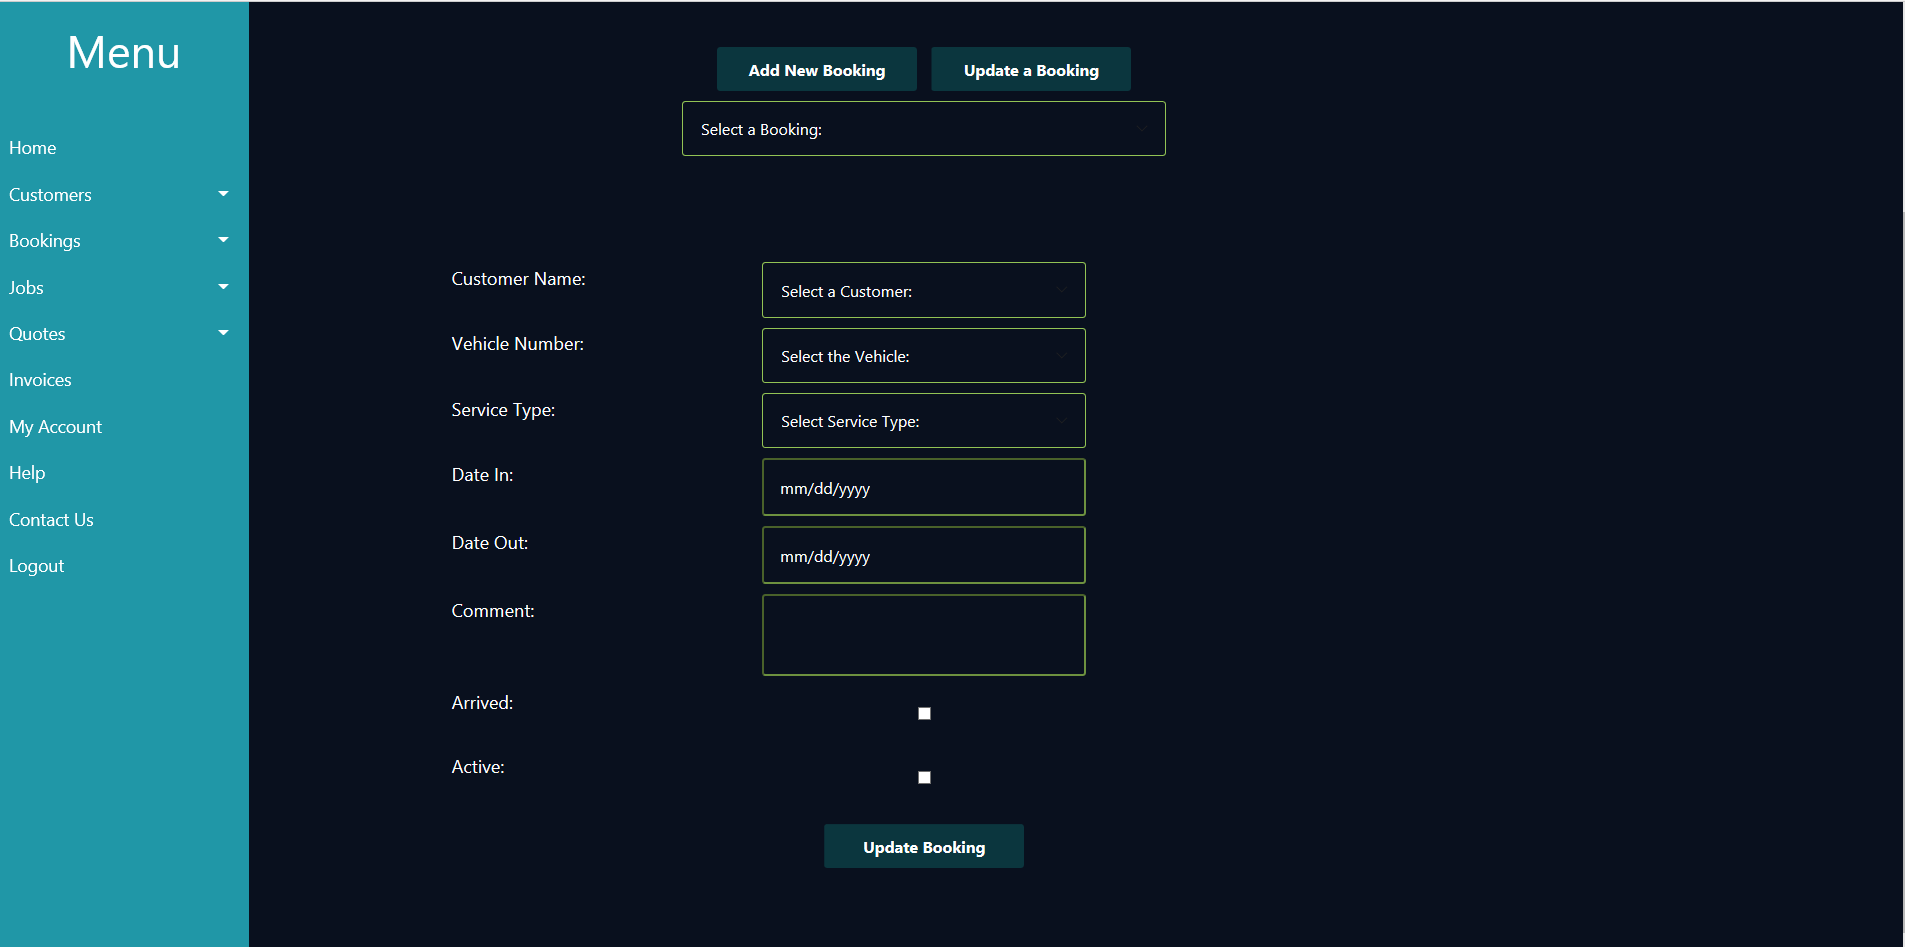 Menu
Home
Customers
Bookings
Jobs
Quotes
Invoices
My Account
Help
Contact Us
Logout
Add New Booking Update a Booking
Select a Booking:
Customer Name: Select a Customer:
Vehicle Number: Select the Vehicle:
Service Type: Select Service Type:
Date In: mm/dd/yyyy
Date Out: mm/dd/yyyy
Comment:
Arrived:
Active:
Update Booking